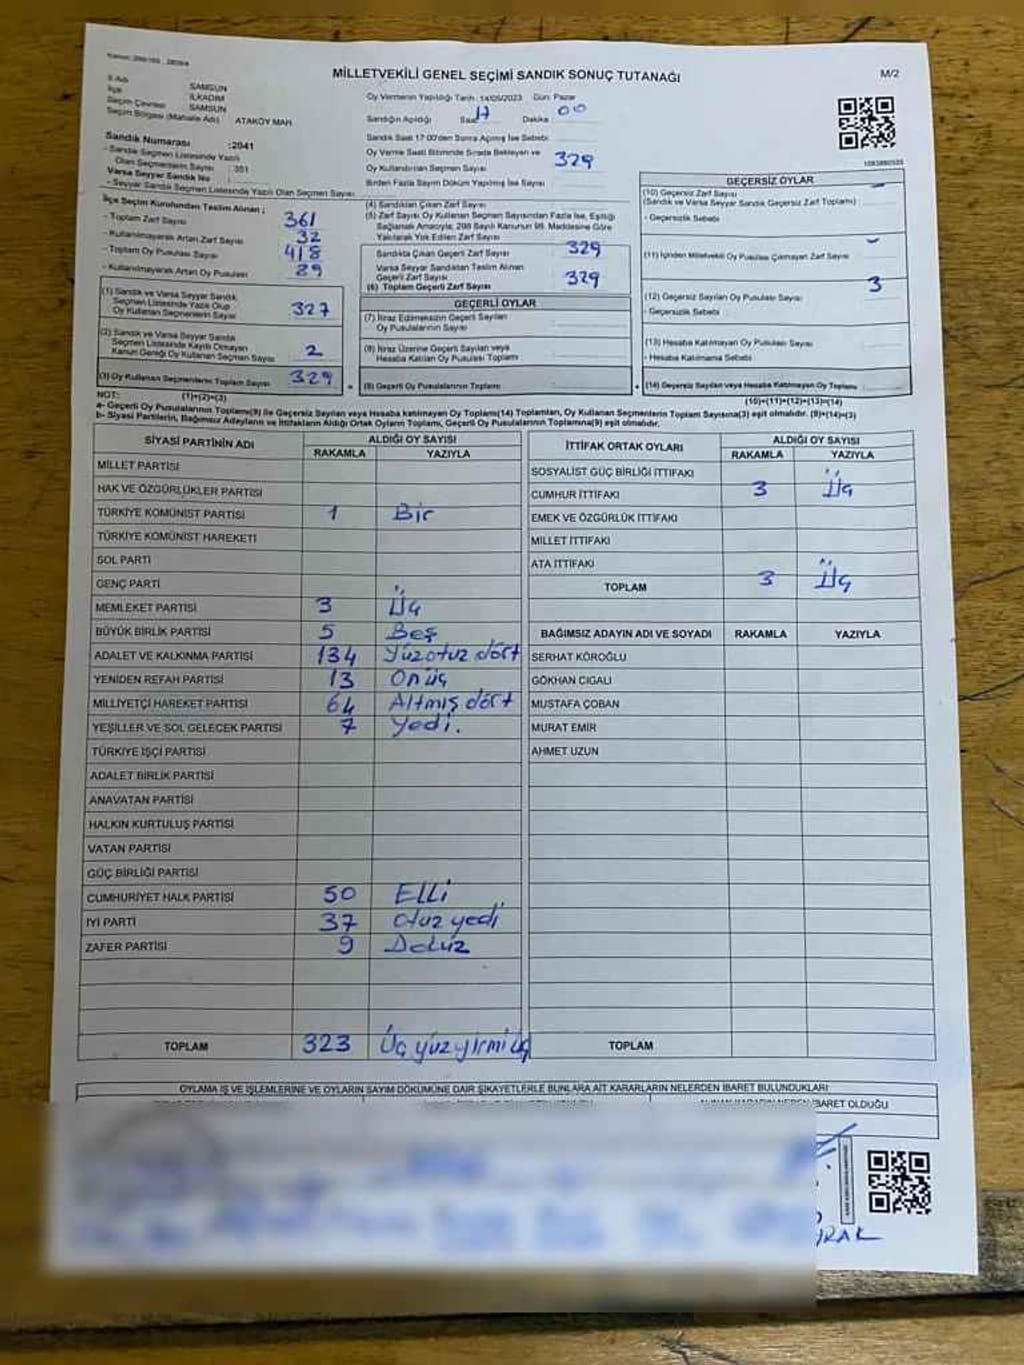 MİLLETVEKİLİ GENEL SEÇİMİ SANDIK SONUÇ TUTANAĞI
M/2
İl Adı SAMSUN
İlçe İLKADIM
Seçim Çevresi SAMSUN
Seçim Bölgesi (Mahalle Adı) ATAKÖY MAH.
Oy Vermenin Yapıldığı Tarih: 14/05/2023 Gün: Pazar
Sandığın Açıldığı Saat 17 Dakika 00
Sandık Saat 17:00'den Sonra Açılmış İse Sebebi
Oy Verme Saati Bitiminde Sırada Bekleyen ve
Oy Kullandırılan Seçmen Sayısı 329
Birden Fazla Sayım Döküm Yapılmış İse Sayısı
Sandık Numarası :2041
- Sandık Seçmen Listesinde Yazılı
Olan Seçmenlerin Sayısı : 351
Varsa Seyyar Sandık No
- Seyyar Sandık Seçmen Listesinde Yazılı Olan Seçmen Sayısı
İlçe Seçim Kurulundan Teslim Alınan ;
- Toplam Zarf Sayısı 361
- Kullanılmayarak Artan Zarf Sayısı 32
- Toplam Oy Pusulası Sayısı 418
- Kullanılmayarak Artan Oy Pusulası 89
(1) Sandık ve Varsa Seyyar Sandık
Seçmen Listesinde Yazılı Olup
Oy Kullanan Seçmenlerin Sayısı 327
(2) Sandık ve Varsa Seyyar Sandık
Seçmen Listesinde Kayıtlı Olmayan
Kanun Gereği Oy Kullanan Seçmen Sayısı 2
(3) Oy Kullanan Seçmenlerin Toplam Sayısı 329
(4) Sandıktan Çıkan Zarf Sayısı
(5) Zarf Sayısı Oy Kullanan Seçmen Sayısından Fazla İse, Eşitliği
Sağlamak Amacıyla, 298 Sayılı Kanunun 98. Maddesine Göre
Yakılarak Yok Edilen Zarf Sayısı
Sandıkta Çıkan Geçerli Zarf Sayısı 329
Varsa Seyyar Sandıktan Teslim Alınan
Geçerli Zarf Sayısı
(6) Toplam Geçerli Zarf Sayısı 329
GEÇERLİ OYLAR
(7) İtiraz Edilmeksizin Geçerli Sayılan
Oy Pusulalarının Sayısı
(8) İtiraz Üzerine Geçerli Sayılan veya
Hesaba Katılan Oy Pusulası Toplamı
(9) Geçerli Oy Pusulalarının Toplamı
GEÇERSİZ OYLAR
(10) Geçersiz Zarf Sayısı -
(Sandık ve Varsa Seyyar Sandık Geçersiz Zarf Toplamı)
- Geçersizlik Sebebi
(11) İçinden Milletvekili Oy Pusulası Çıkmayan Zarf Sayısı -
(12) Geçersiz Sayılan Oy Pusulası Sayısı 3
- Geçersizlik Sebebi
(13) Hesaba Katılmayan Oy Pusulası Sayısı
- Hesaba Katılmama Sebebi
(14) Geçersiz Sayılan veya Hesaba Katılmayan Oy Pusulası Toplamı
NOT: (1)+(2)=(3) (10)+(11)+(12)+(13)=(14)
a- Geçerli Oy Pusulalarının Toplamı(9) ile Geçersiz Sayılan veya Hesaba katılmayan Oy Toplamı(14) Toplamları, Oy Kullanan Seçmenlerin Toplam Sayısına(3) eşit olmalıdır. (9)+(14)=(3)
b- Siyasi Partilerin, Bağımsız Adayların ve İttifakların Aldığı Ortak Oyların Toplamı, Geçerli Oy Pusulalarının Toplamına(9) eşit olmalıdır.
SİYASİ PARTİNİN ADI ALDIĞI OY SAYISI
RAKAMLA YAZIYLA
MİLLET PARTİSİ
HAK VE ÖZGÜRLÜKLER PARTİSİ
TÜRKİYE KOMÜNİST PARTİSİ 1 Bir
TÜRKİYE KOMÜNİST HAREKETİ
SOL PARTİ
GENÇ PARTİ
MEMLEKET PARTİSİ 3 Üç
BÜYÜK BİRLİK PARTİSİ 5 Beş
ADALET VE KALKINMA PARTİSİ 134 Yüzotuz dört
YENİDEN REFAH PARTİSİ 13 Onüç
MİLLİYETÇİ HAREKET PARTİSİ 64 Altmış dört
YEŞİLLER VE SOL GELECEK PARTİSİ 7 Yedi.
TÜRKİYE İŞÇİ PARTİSİ
ADALET BİRLİK PARTİSİ
ANAVATAN PARTİSİ
HALKIN KURTULUŞ PARTİSİ
VATAN PARTİSİ
GÜÇ BİRLİĞİ PARTİSİ
CUMHURİYET HALK PARTİSİ 50 Elli
İYİ PARTİ 37 Otuz yedi
ZAFER PARTİSİ 9 Dokuz
TOPLAM 323 Üç yüz yirmi üç
İTTİFAK ORTAK OYLARI ALDIĞI OY SAYISI
RAKAMLA YAZIYLA
SOSYALİST GÜÇ BİRLİĞİ İTTİFAKI
CUMHUR İTTİFAKI 3 Üç
EMEK VE ÖZGÜRLÜK İTTİFAKI
MİLLET İTTİFAKI
ATA İTTİFAKI
TOPLAM 3 Üç
BAĞIMSIZ ADAYIN ADI VE SOYADI RAKAMLA YAZIYLA
SERHAT KÖROĞLU
GÖKHAN CIGALI
MUSTAFA ÇOBAN
MURAT EMİR
AHMET UZUN
TOPLAM
OYLAMA İŞ VE İŞLEMLERİNE VE OYLARIN SAYIM DÖKÜMÜNE DAİR ŞİKAYETLERLE BUNLARA AİT KARARLARIN NELERDEN İBARET BULUNDUKLARI
İBARET OLDUĞU